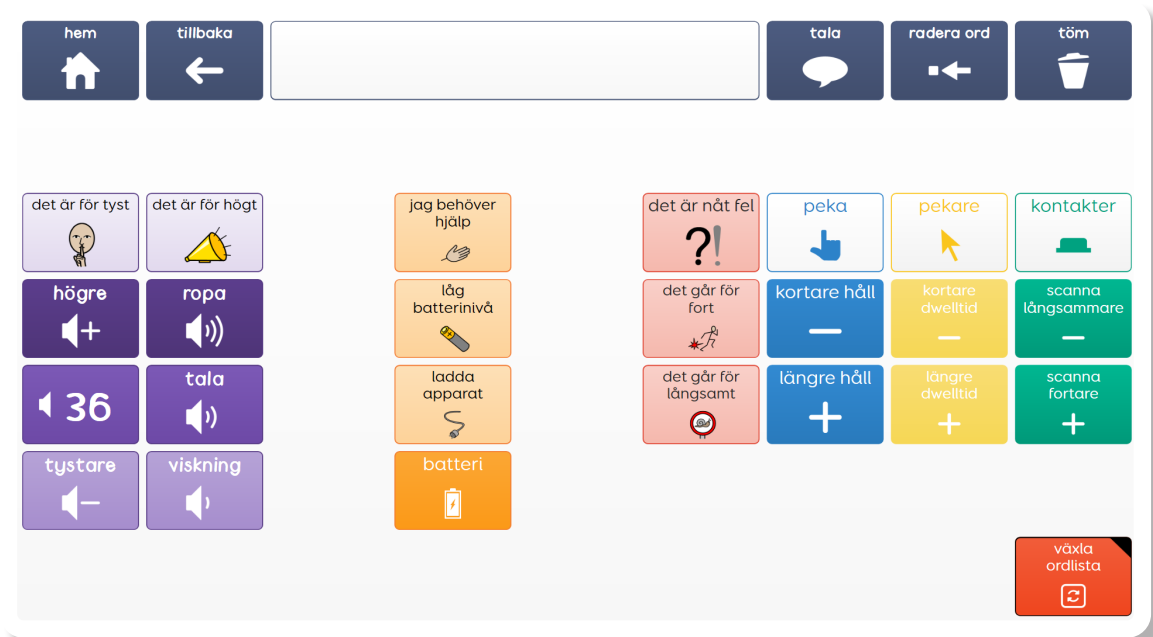 hem
tillbaka
tala
radera ord
töm
det är för tyst
det är för högt
jag behöver
hjälp
det är nåt fel
?!
peka
pekare
kontakter
högre
ropa
låg
batterinivå
det går för
fort
kortare håll
kortare
dwelltid
scanna
långsammare
36
tala
ladda
apparat
det går för
långsamt
längre håll
längre
dwelltid
scanna
fortare
tystare
viskning
batteri
växla
ordlista